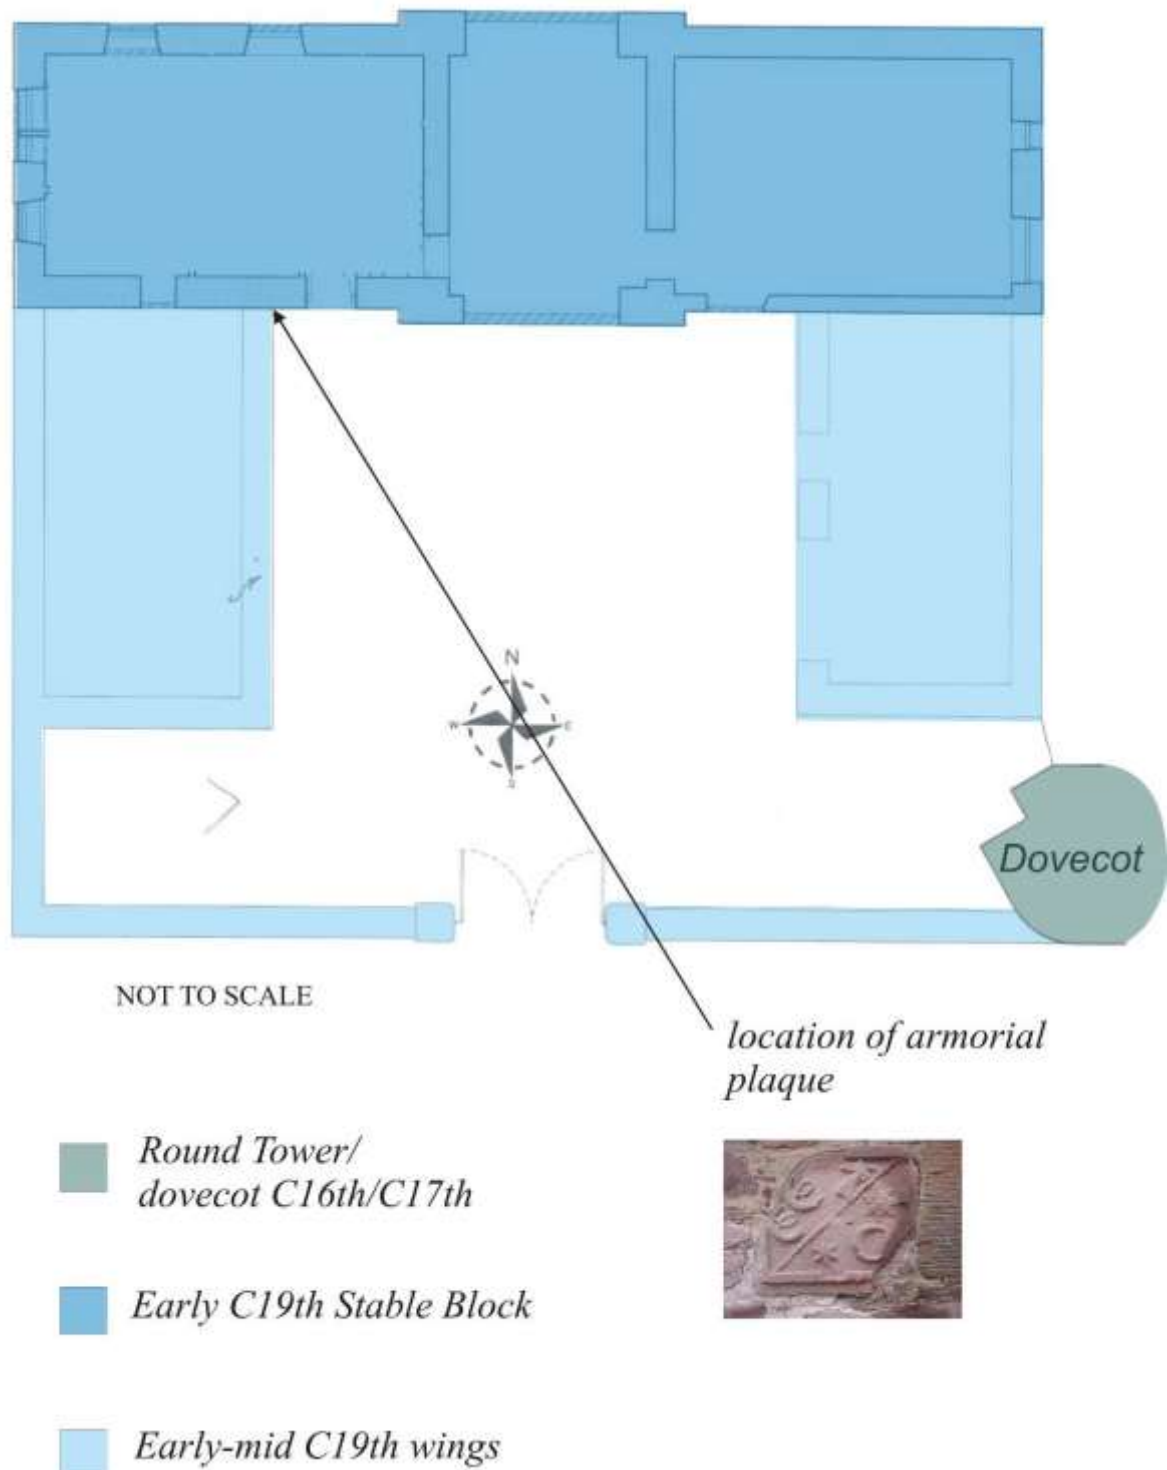 N
W
E
S
Dovecot
NOT TO SCALE
location of armorial
plaque
Round Tower/
dovecot C16th/C17th
Early C19th Stable Block
Early-mid C19th wings